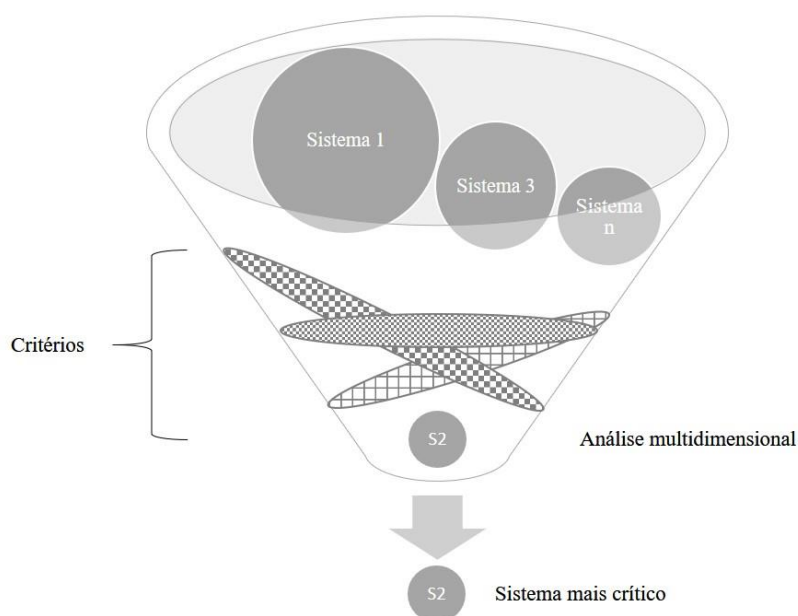 Sistema 1
Sistema 3
Sistema
n
Critérios
S2
Análise multidimensional
S2
Sistema mais crítico